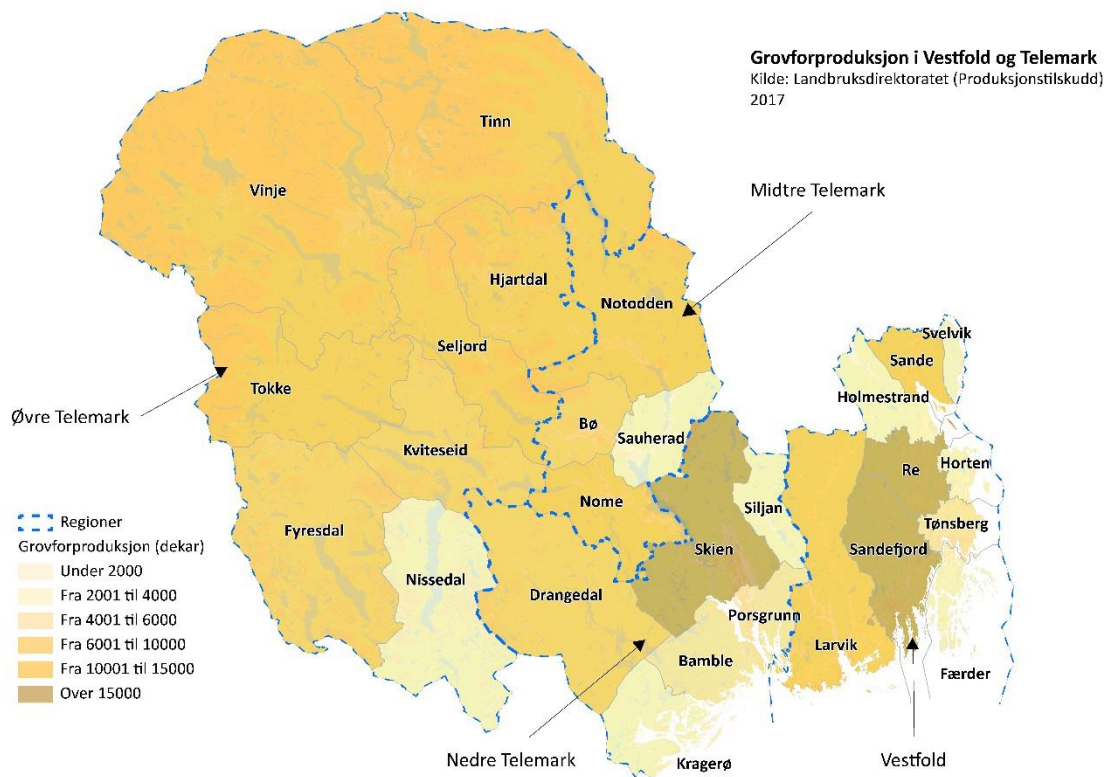 Grovforproduksjon i Vestfold og Telemark
Kilde: Landbruksdirektoratet (Produksjonstilskudd)
2017
Tinn
Vinje
Midtre Telemark
Hjartdal
Notodden
Svelvik
Sande
Seljord
Tokke
Øvre Telemark
Holmestrand
Bø
Sauherad
Kviteseid
Re
Horten
Nome
Siljan
Tønsberg
Fyresdal
Skien
Sandefjord
Nissedal
Drangedal
Porsgrunn
Larvik
Bamble
Færder
Kragerø
Nedre Telemark
Vestfold
Regioner
Grovforproduksjon (dekar)
Under 2000
Fra 2001 til 4000
Fra 4001 til 6000
Fra 6001 til 10000
Fra 10001 til 15000
Over 15000